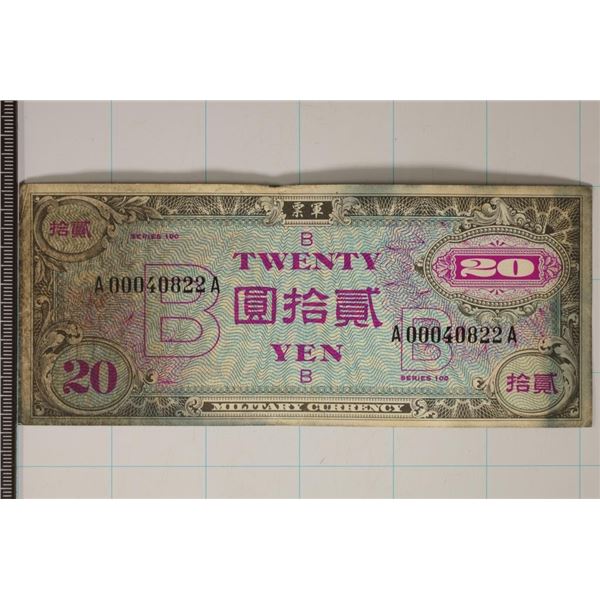 票軍
拾貳
SERIES 100
B
TWENTY
20
A00040822A
B
圓拾貳
A00040822A
B
YEN
20
B
SERIES 100
拾貳
MILITARY CURRENCY